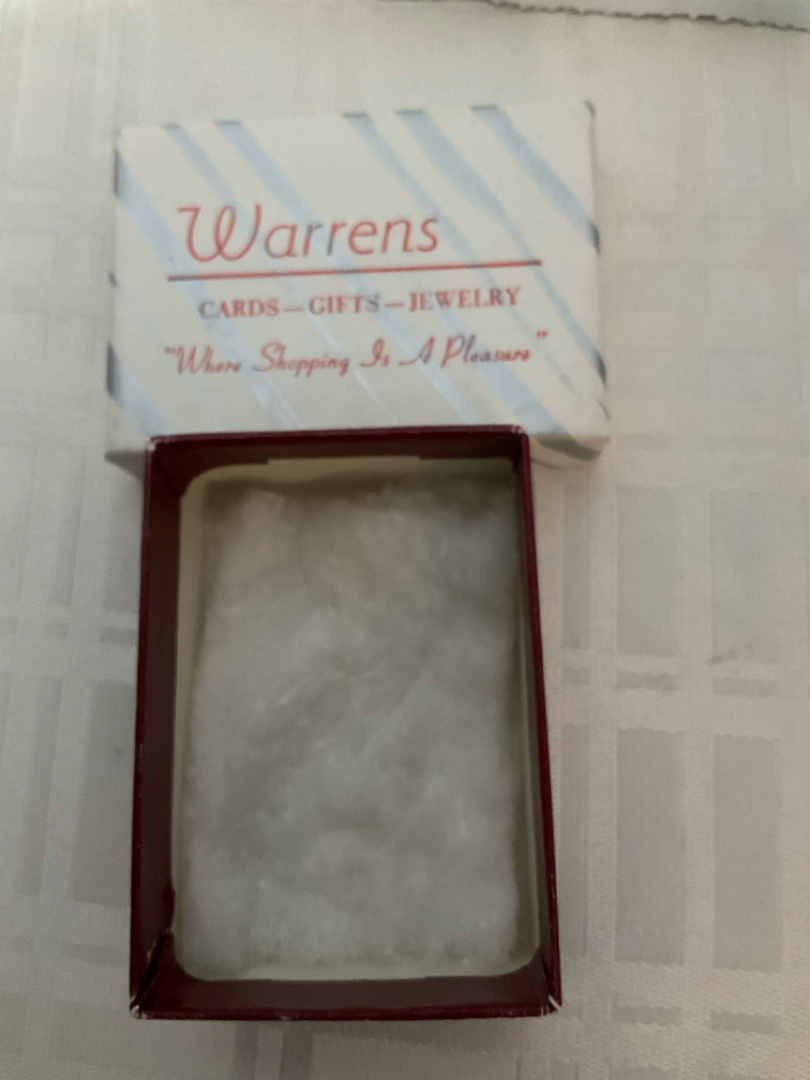 Warrens
CARDS — GIFTS — JEWELRY
"Where Shopping Is A Pleasure"